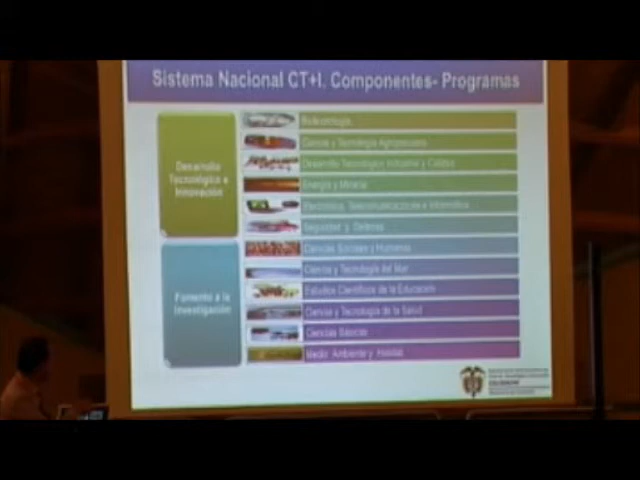 Sistema Nacional CT+I. Componentes- Programas
Desarrollo
Tecnológico e
Innovación
Biotecnología
Ciencia y Tecnología Agropecuaria
Desarrollo Tecnológico Industrial y Calidad
Energía y Minería
Electrónica, Telecomunicaciones e Informática
Seguridad y Defensa
Fomento a la
Investigación
Ciencias Sociales y Humanas
Ciencia y Tecnología del Mar
Estudios Científicos de la Educación
Ciencia y Tecnología de la Salud
Ciencias Básicas
Medio Ambiente y Hábitat